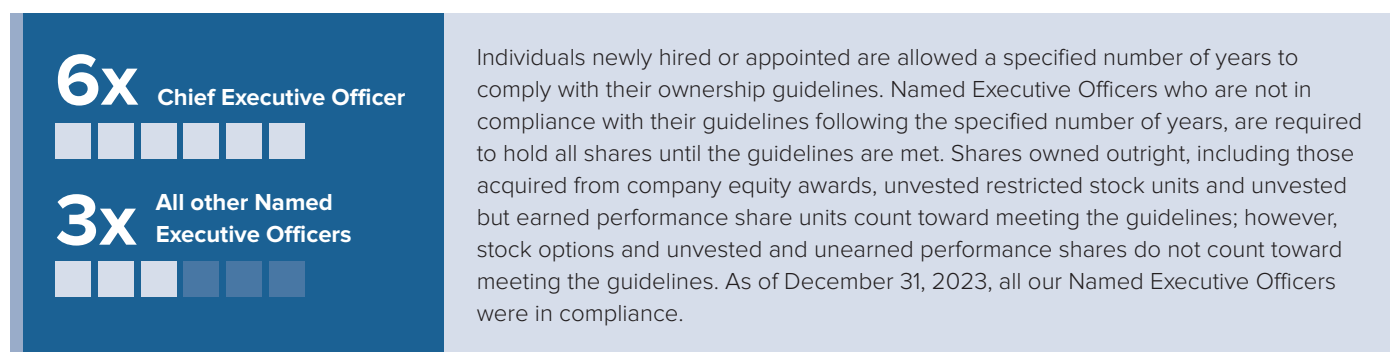 6x Chief Executive Officer
3x All other Named
Executive Officers
Individuals newly hired or appointed are allowed a specified number of years to
comply with their ownership guidelines. Named Executive Officers who are not in
compliance with their guidelines following the specified number of years, are required
to hold all shares until the guidelines are met. Shares owned outright, including those
acquired from company equity awards, unvested restricted stock units and unvested
but earned performance share units count toward meeting the guidelines; however,
stock options and unvested and unearned performance shares do not count toward
meeting the guidelines. As of December 31, 2023, all our Named Executive Officers
were in compliance.